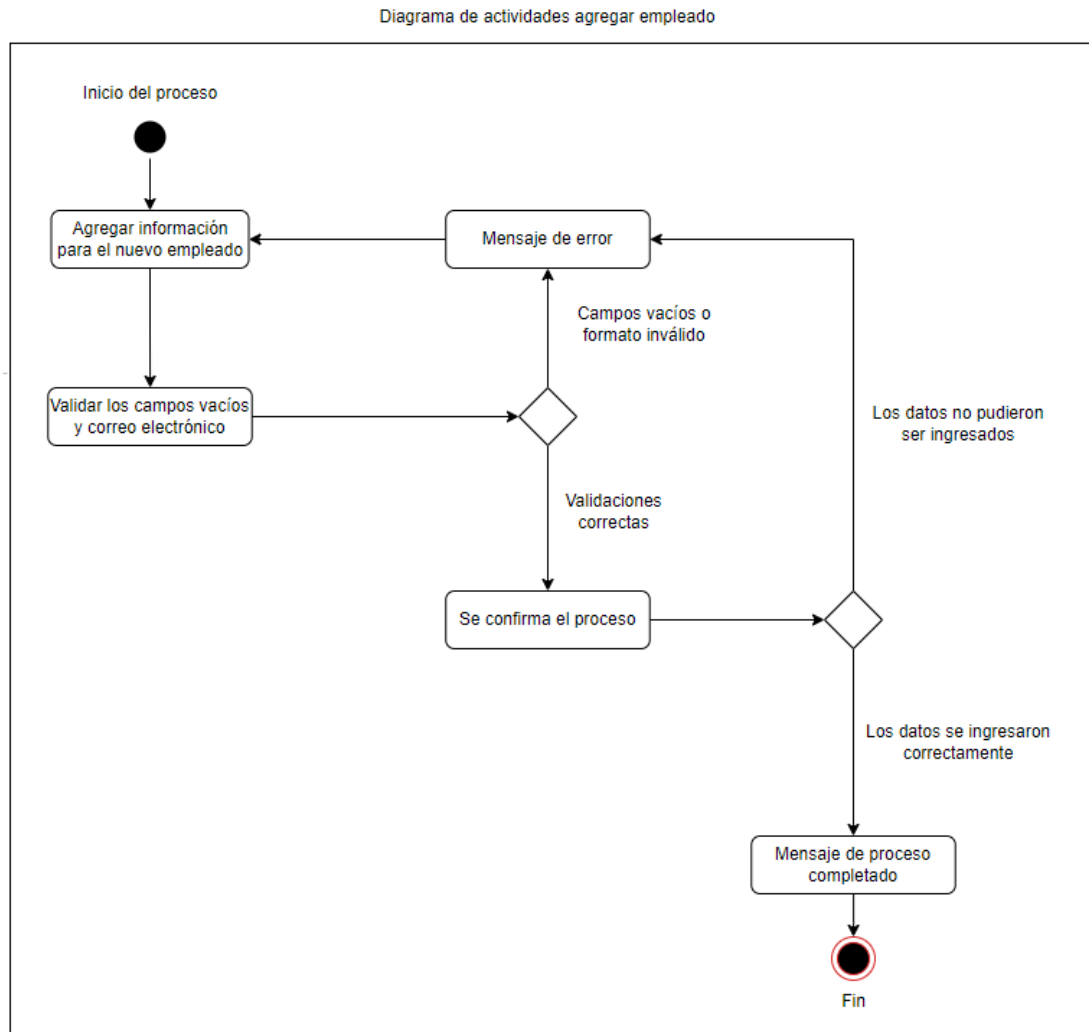 Diagrama de actividades agregar empleado
Inicio del proceso
Agregar información
para el nuevo empleado
Mensaje de error
Campos vacíos o
formato inválido
Validar los campos vacíos
y correo electrónico
Los datos no pudieron
ser ingresados
Validaciones
correctas
Se confirma el proceso
Los datos se ingresaron
correctamente
Mensaje de proceso
completado
Fin